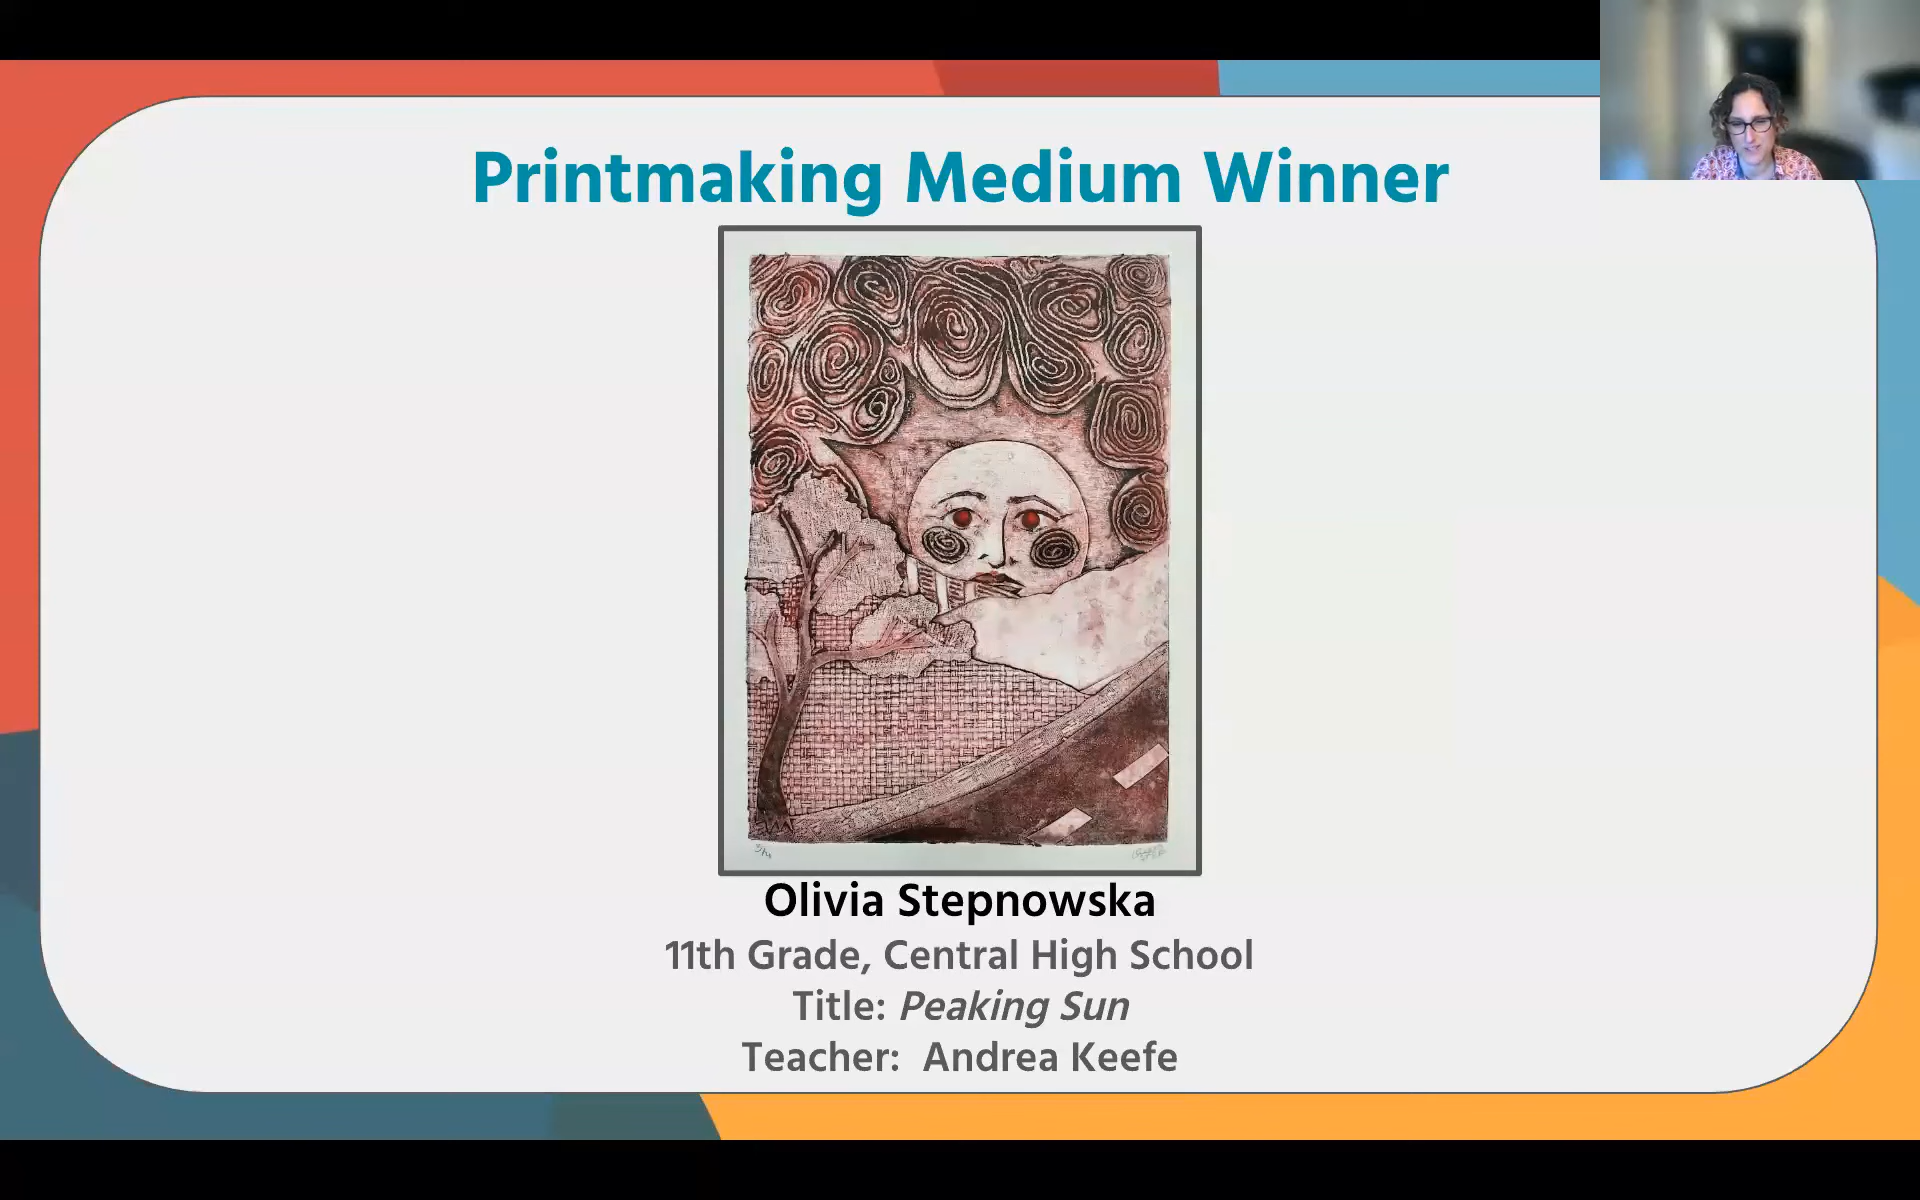 Printmaking Medium Winner
Olivia Stepnowska
11th Grade, Central High School
Title: Peaking Sun
Teacher: Andrea Keefe